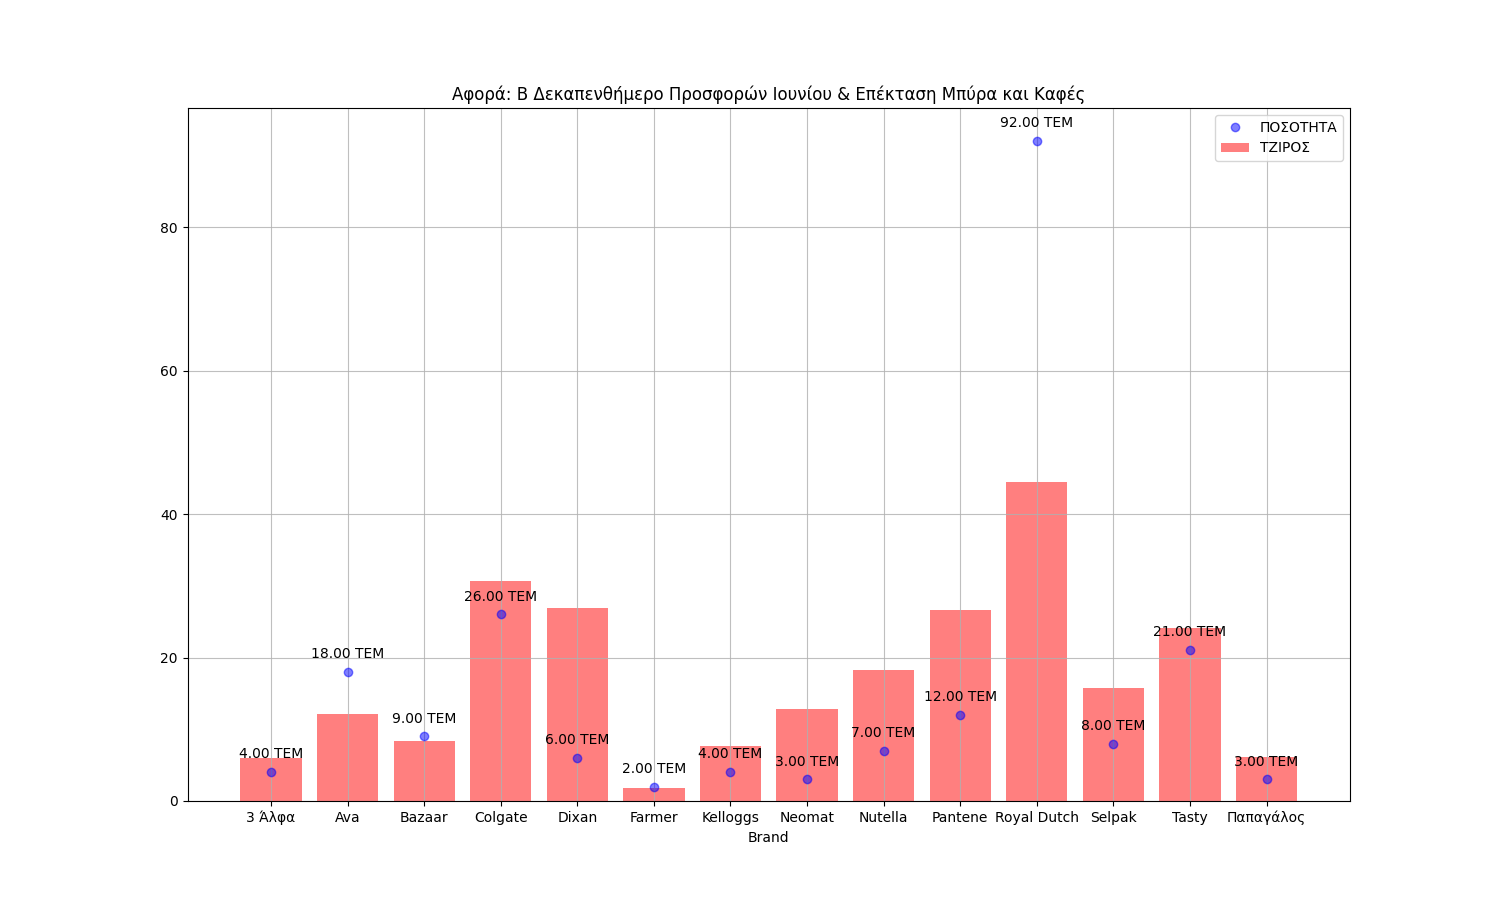 Αφορά: Β Δεκαπενθήμερο Προσφορών Ιουνίου & Επέκταση Μπύρα και Καφές
ΠΟΣΟΤΗΤΑ
ΤΖΙΡΟΣ
80
60
40
20
0
4.00 TEM
18.00 TEM
9.00 TEM
26.00 TEM
6.00 TEM
2.00 TEM
4.00 TEM
3.00 TEM
7.00 TEM
12.00 TEM
92.00 TEM
8.00 TEM
21.00 TEM
3.00 TEM
3 Άλφα
Ava
Bazaar
Colgate
Dixan
Farmer
Kelloggs
Neomat
Nutella
Pantene
Royal Dutch
Selpak
Tasty
Παπαγάλος
Brand